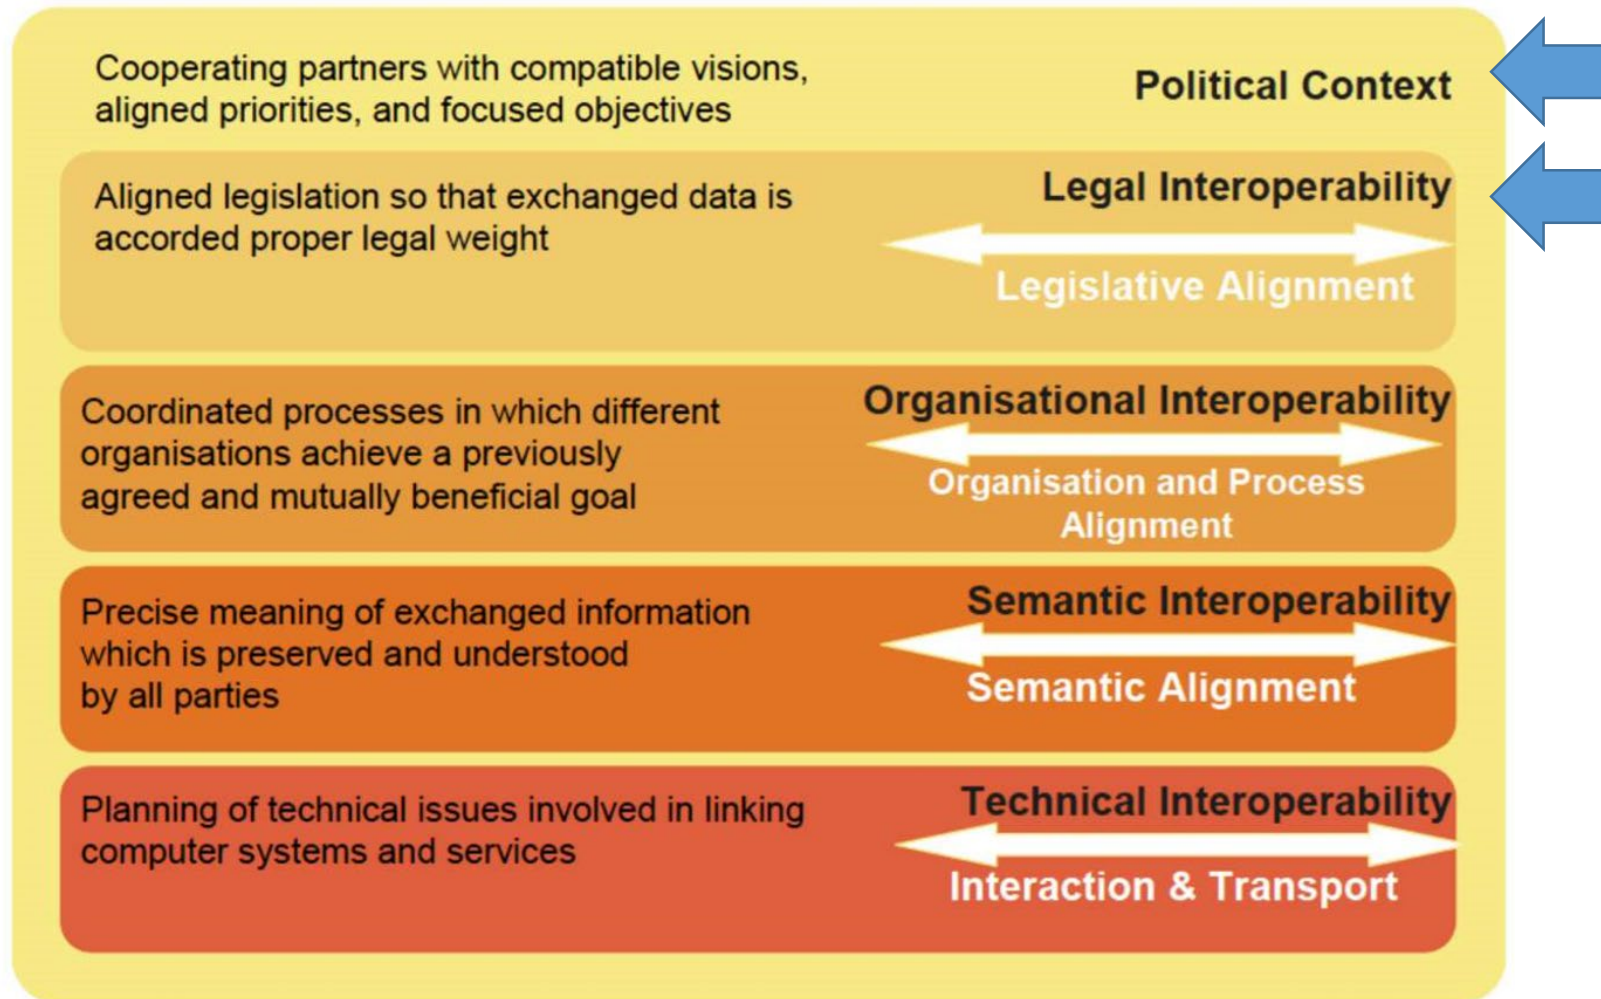 Cooperating partners with compatible visions,
aligned priorities, and focused objectives
Political Context
Aligned legislation so that exchanged data is
accorded proper legal weight
Legal Interoperability
Legislative Alignment
Coordinated processes in which different
organisations achieve a previously
agreed and mutually beneficial goal
Organisational Interoperability
Organisation and Process
Alignment
Precise meaning of exchanged information
which is preserved and understood
by all parties
Semantic Interoperability
Semantic Alignment
Planning of technical issues involved in linking
computer systems and services
Technical Interoperability
Interaction & Transport